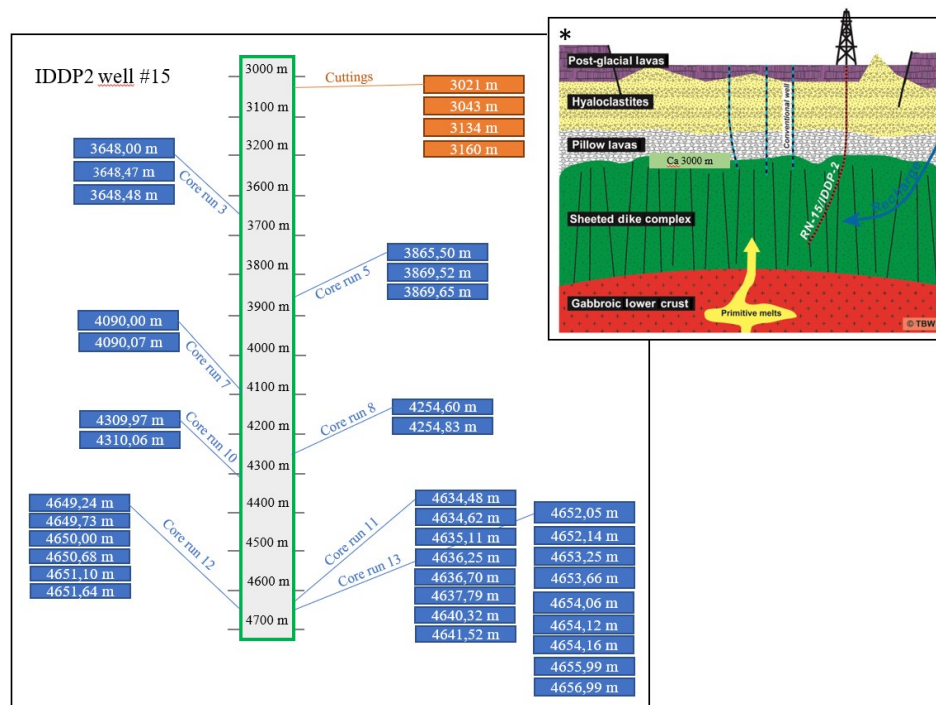 IDDP2 well #15
3000 m
3100 m
3200 m
3600 m
3700 m
3800 m
3900 m
4000 m
4100 m
4200 m
4300 m
4400 m
4500 m
4600 m
4700 m
Cuttings
3021 m
3043 m
3134 m
3160 m
3648,00 m
3648,47 m
3648,48 m
Core run 3
3865,50 m
3869,52 m
3869,65 m
Core run 5
4090,00 m
4090,07 m
Core run 7
4254,60 m
4254,83 m
Core run 8
4309,97 m
4310,06 m
Core run 10
4634,48 m
4634,62 m
4635,11 m
4636,25 m
4636,70 m
4637,79 m
4640,32 m
4641,52 m
Core run 11
4649,24 m
4649,73 m
4650,00 m
4650,68 m
4651,10 m
4651,64 m
Core run 12
4652,05 m
4652,14 m
4653,25 m
4653,66 m
4654,06 m
4654,12 m
4654,16 m
4655,99 m
4656,99 m
Core run 13
*
Post-glacial lavas
Hyaloclastites
Conventional well
Pillow lavas
Ca 3000 m
RN-15/IDDP-2
Recharge
Sheeted dike complex
Gabbroic lower crust
Primitive melts
© TBW